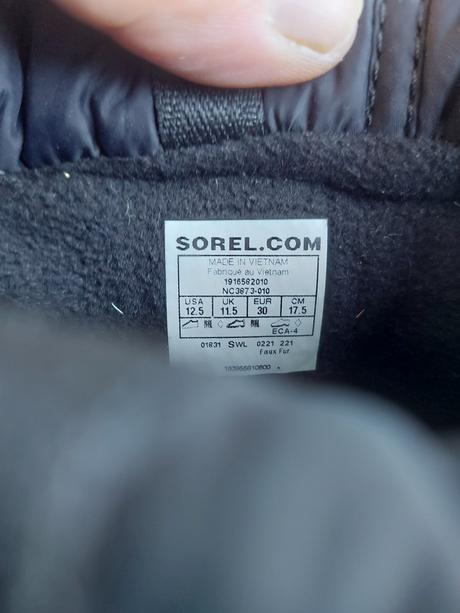 SOREL.COM
MADE IN VIETNAM
Fabriqué au Vietnam
1916582010
NC3873-010
USA UK EUR CM
12.5 11.5 30 17.5
ECA-4
01831 SWL 0221 221
Faux Fur